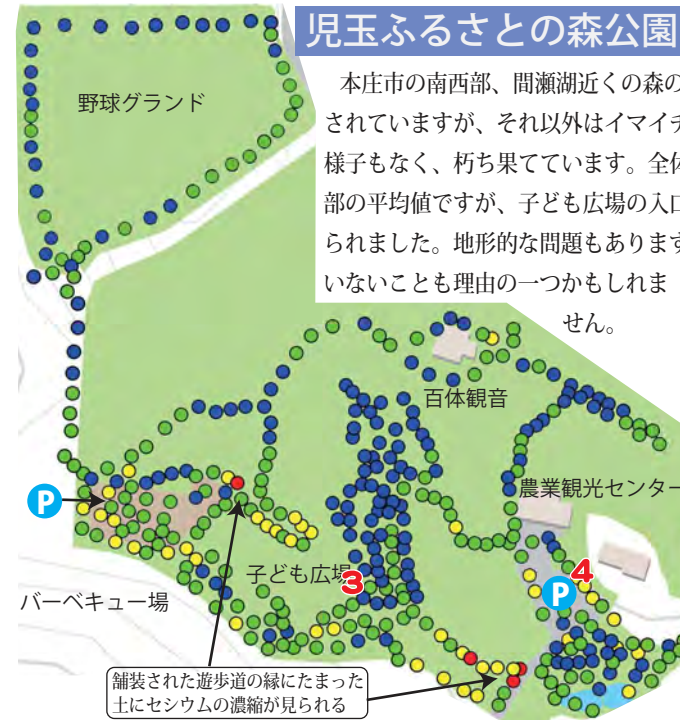 児玉ふるさとの森公園
本庄市の南西部、間瀬湖近くの森の
されていますが、それ以外はイマイチ
様子もなく、朽ち果てています。全体
部の平均値ですが、子ども広場の入口
られました。地形的な問題もあります
いないことも理由の一つかもしれま
せん。
野球グランド
百体観音
農業観光センター
P
子ども広場
3
4
P
バーベキュー場
舗装された遊歩道の縁にたまった
土にセシウムの濃縮が見られる